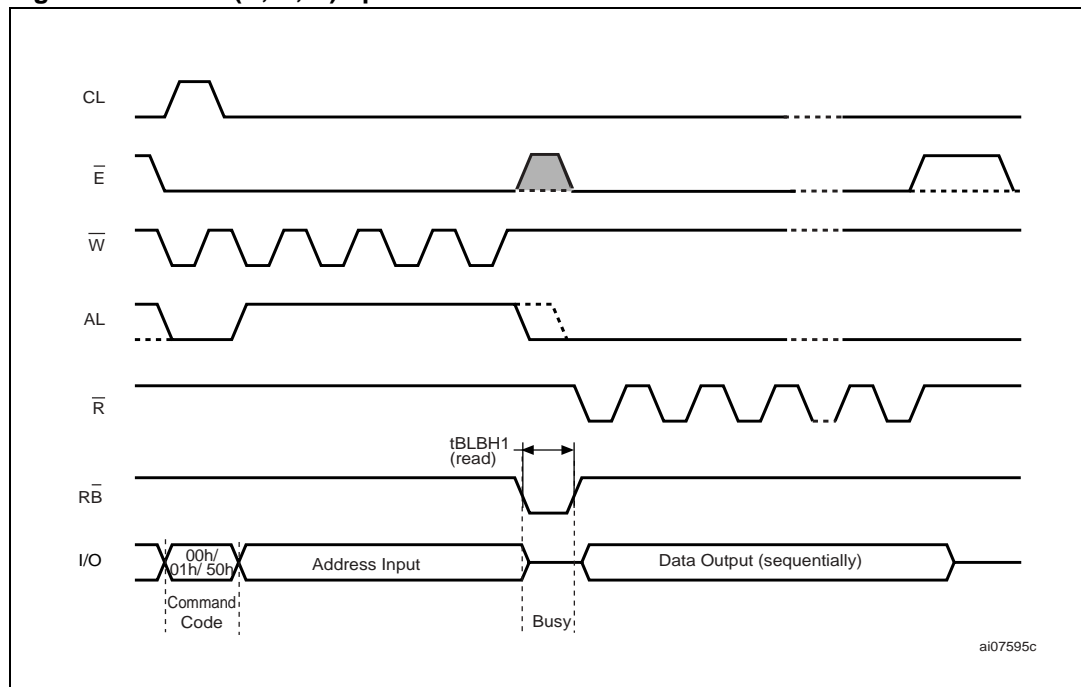 CL
E̅
W̅
AL
R̅
tBLBH1
(read)
RB̅
I/O
00h/
01h/ 50h
Address Input
Data Output (sequentially)
Command
Code
Busy
ai07595c